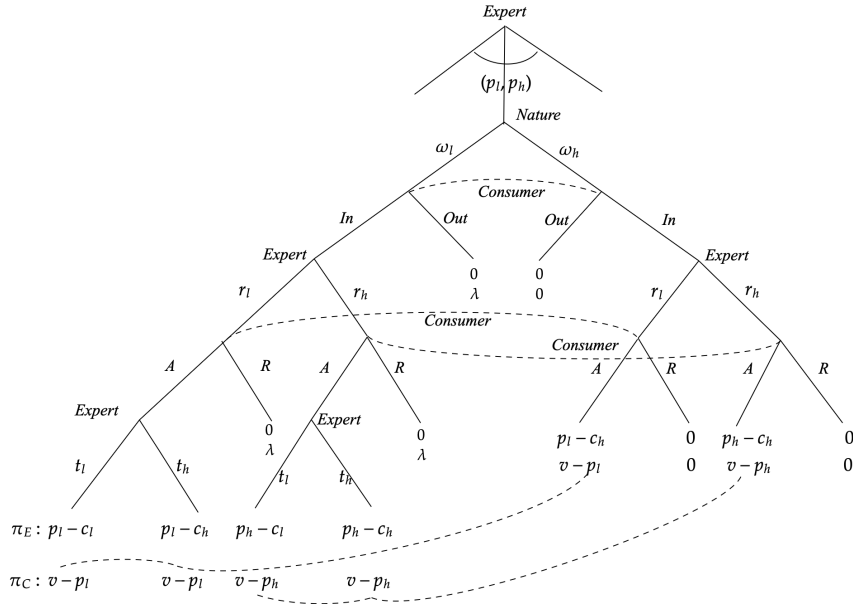 Expert
(p_l, p_h)
Nature
ω_l ω_h
Consumer
In Out Out In
Expert Expert
0 0
λ 0
r_l r_h r_l r_h
Consumer
Consumer
A R A R A R A R
Expert Expert
0 0
λ λ
p_l − c_h 0 p_h − c_h 0
v − p_l 0 v − p_h 0
t_l t_h t_l t_h
π_E : p_l − c_l p_l − c_h p_h − c_l p_h − c_h
π_C : v − p_l v − p_l v − p_h v − p_h